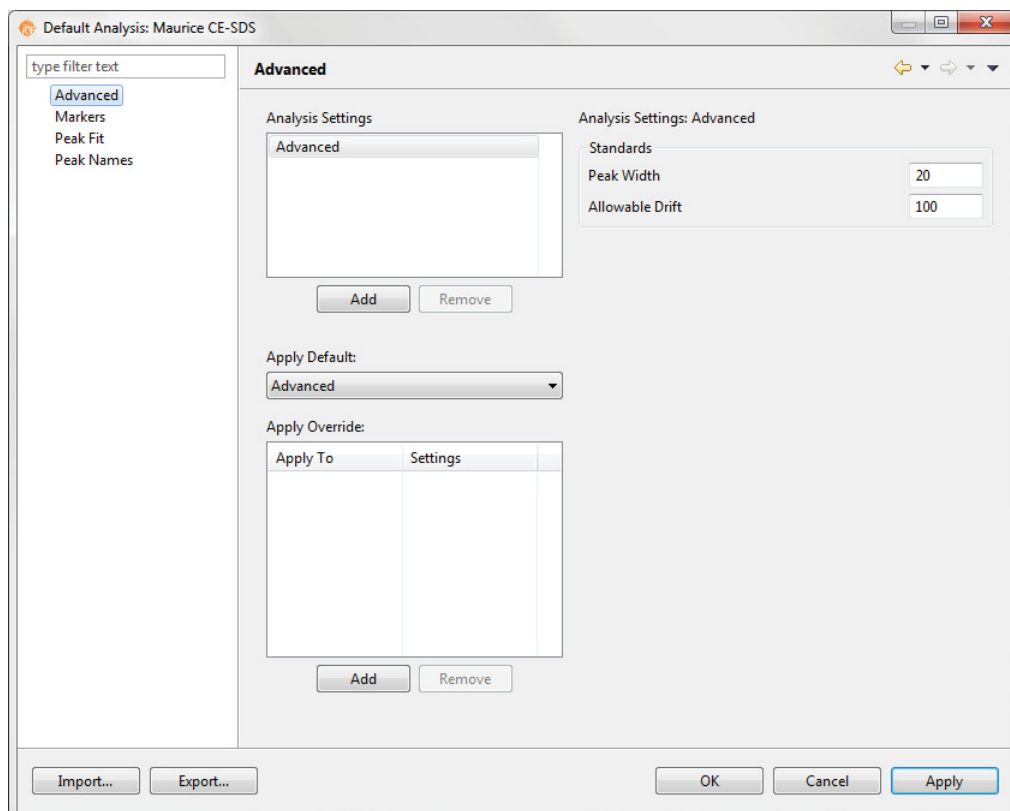 Default Analysis: Maurice CE-SDS
type filter text
Advanced
Markers
Peak Fit
Peak Names
Advanced
Analysis Settings
Advanced
Add Remove
Apply Default:
Advanced
Apply Override:
Apply To Settings
Add Remove
Analysis Settings: Advanced
Standards
Peak Width 20
Allowable Drift 100
Import... Export... OK Cancel Apply